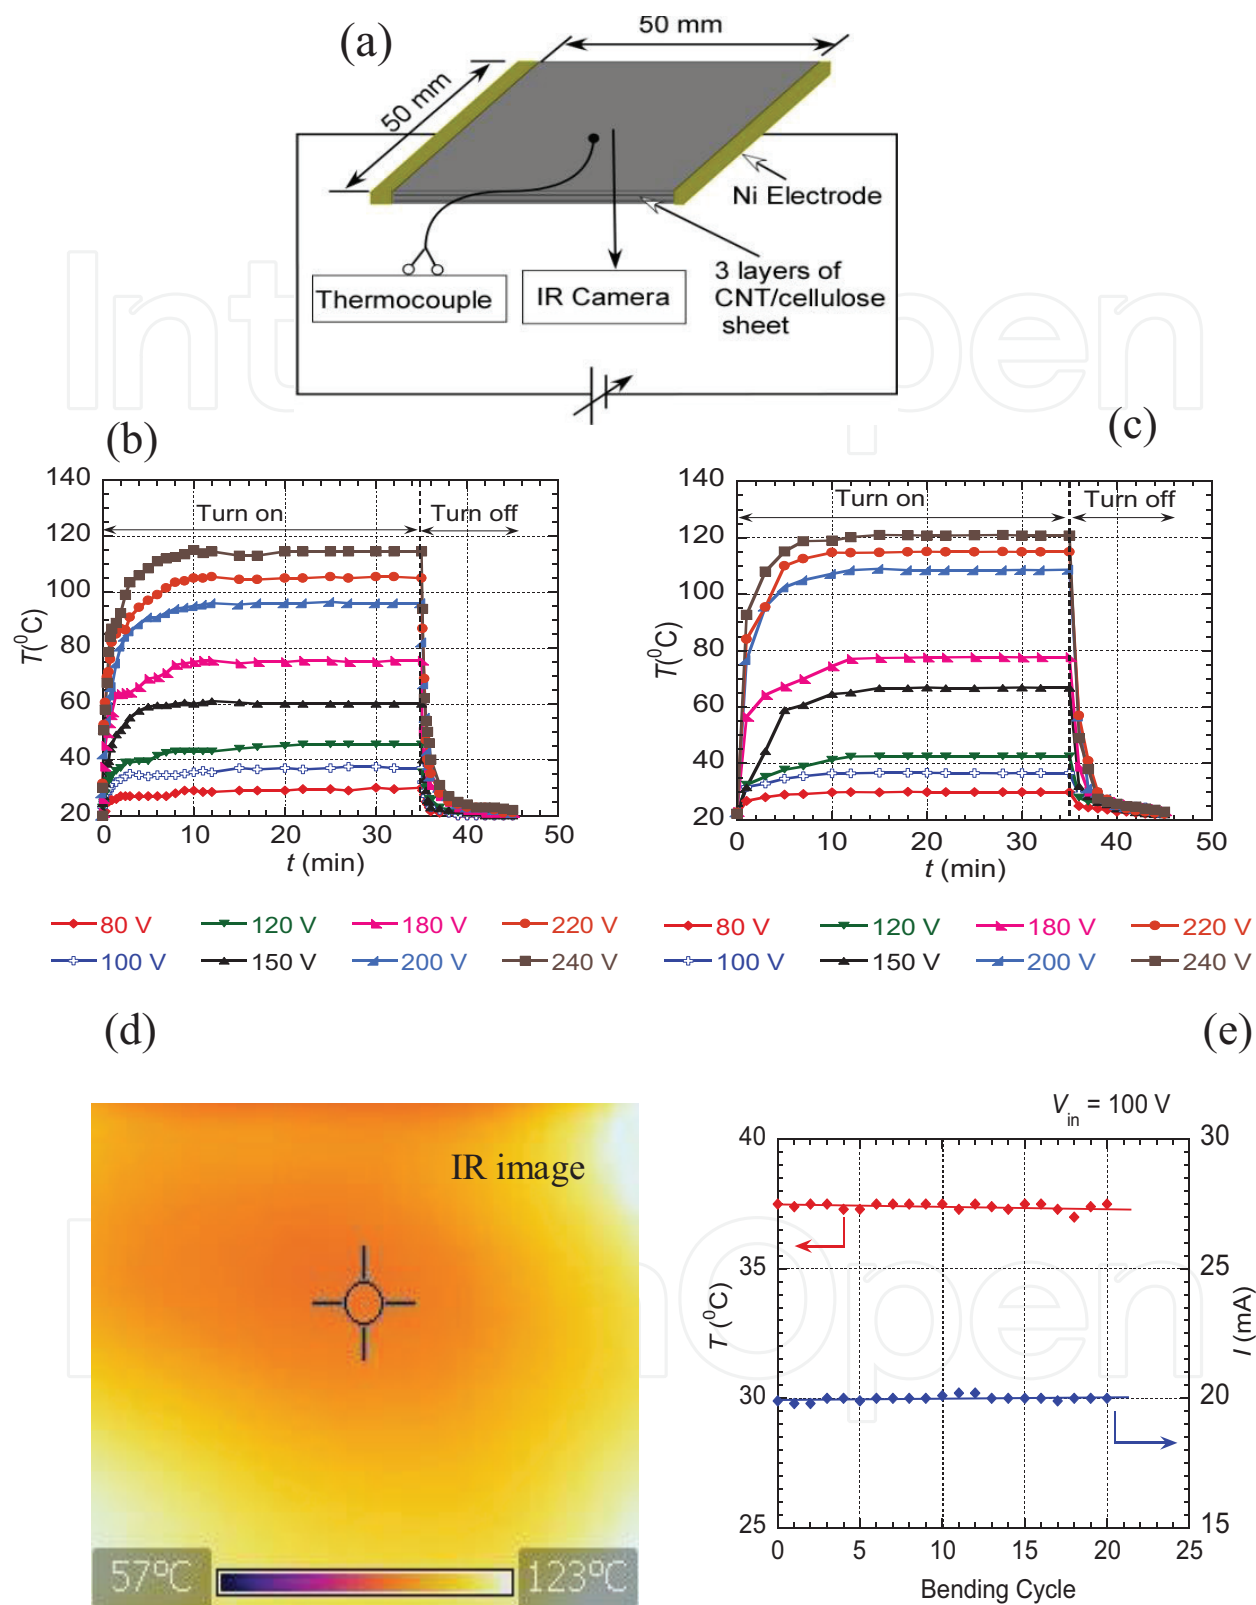 (a)
50 mm
50 mm
Ni Electrode
3 layers of
CNT/cellulose
sheet
Thermocouple
IR Camera
IntechOpen
(b)
140
120
100
80
60
40
20
T(⁰C)
Turn on
Turn off
0
10
20
30
40
50
t (min)
80 V
120 V
180 V
220 V
100 V
150 V
200 V
240 V
(c)
140
120
100
80
60
40
20
T(⁰C)
Turn on
Turn off
0
10
20
30
40
50
t (min)
80 V
120 V
180 V
220 V
100 V
150 V
200 V
240 V
(d)
IR image
57ºC
123ºC
IntechOpen
(e)
Vin = 100 V
40
35
30
25
T (⁰C)
30
25
20
15
I (mA)
0
5
10
15
20
25
Bending Cycle